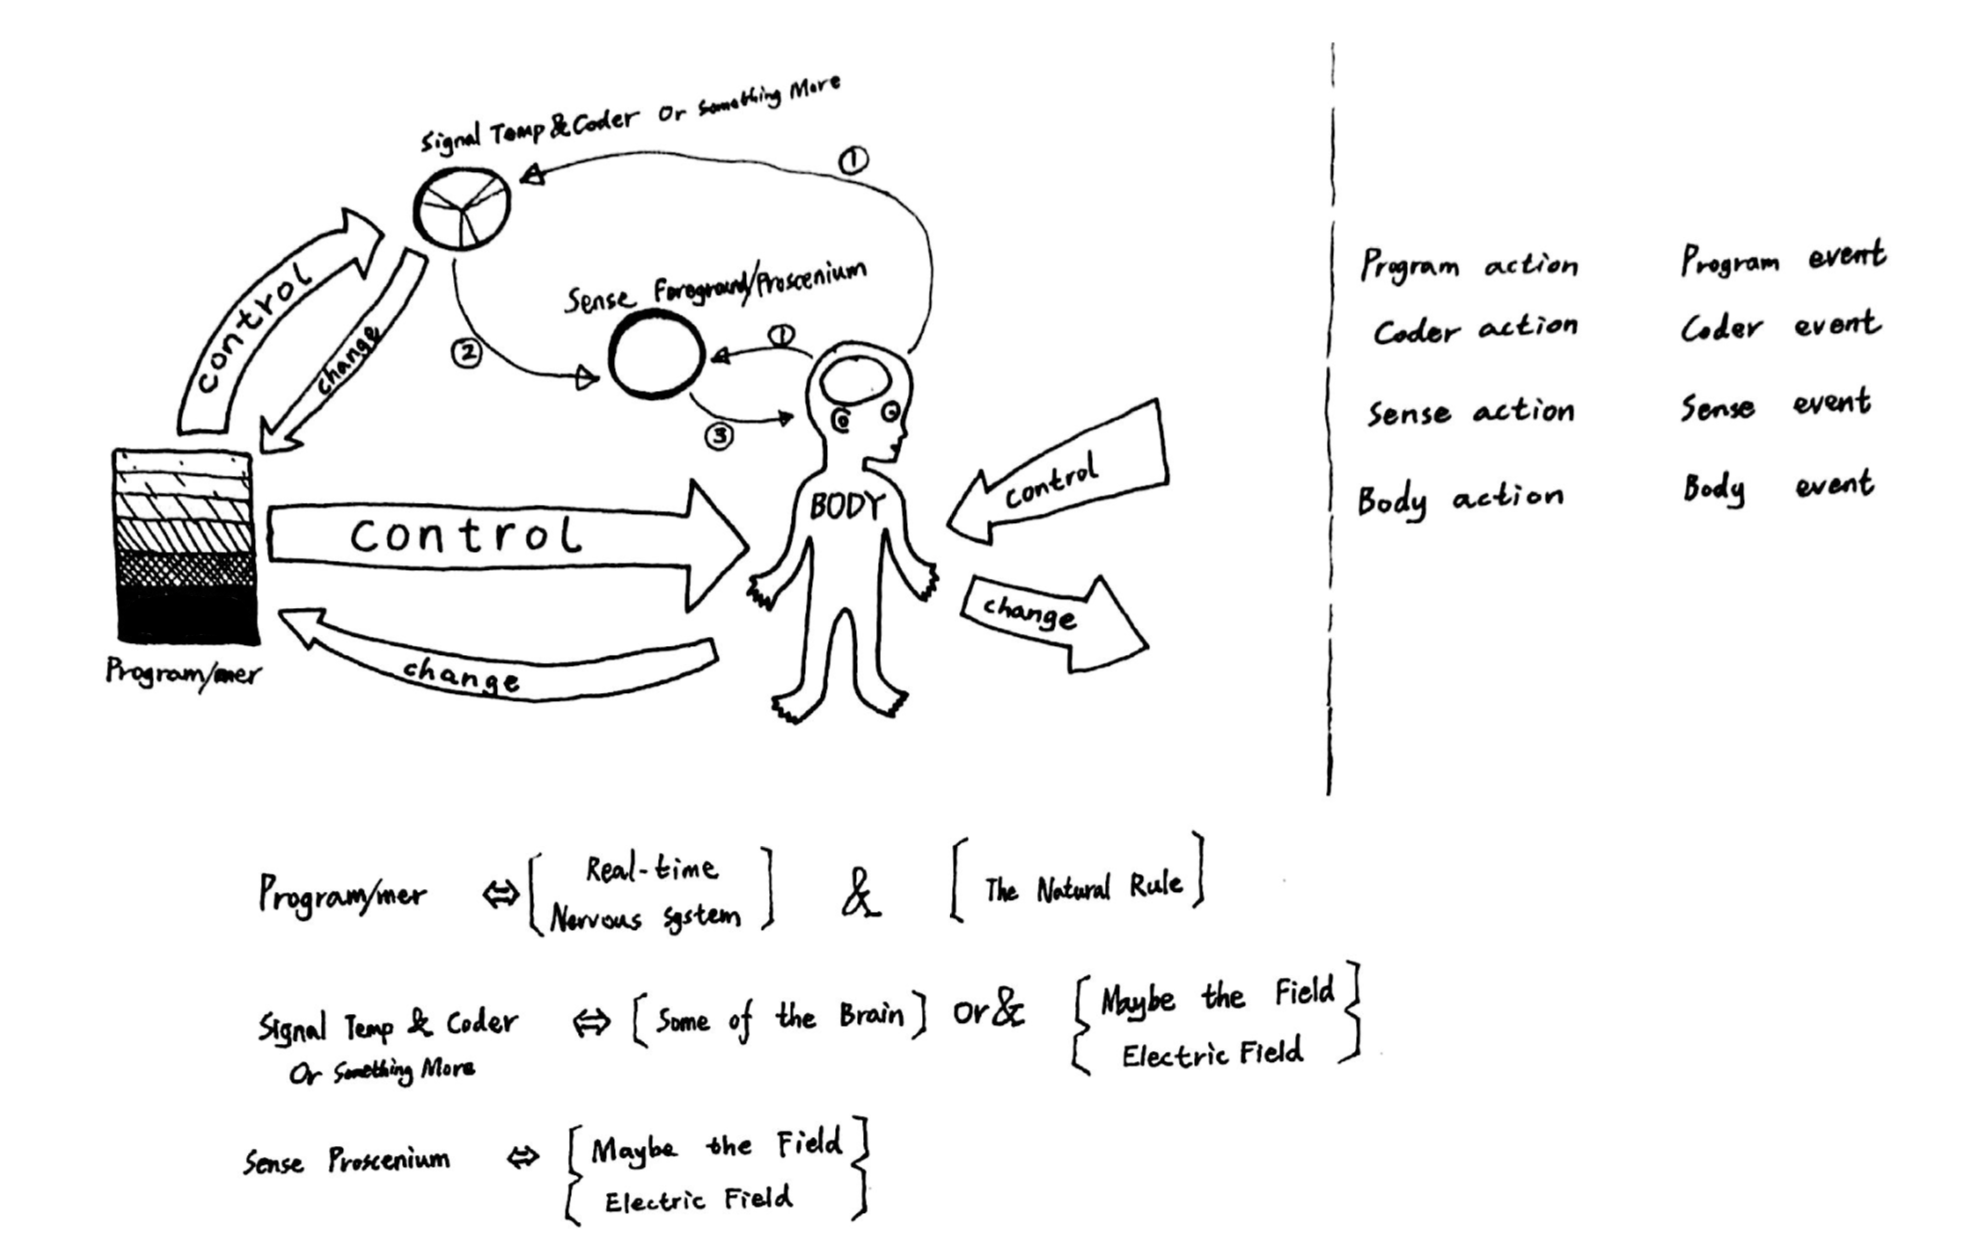 Signal Temp & Coder Or Something More
①
control
change
②
Sense Foreground/Proscenium
①
③
BODY
control
control
change
change
Program/mer
Program action Program event
Coder action Coder event
Sense action Sense event
Body action Body event
Program/mer ⇔ [ Real-time
Nervous system ] & [ The Natural Rule ]
Signal Temp & Coder ⇔ [ Some of the Brain ] or & { Maybe the Field
Or Something More Electric Field }
Sense Proscenium ⇔ { Maybe the Field
Electric Field }